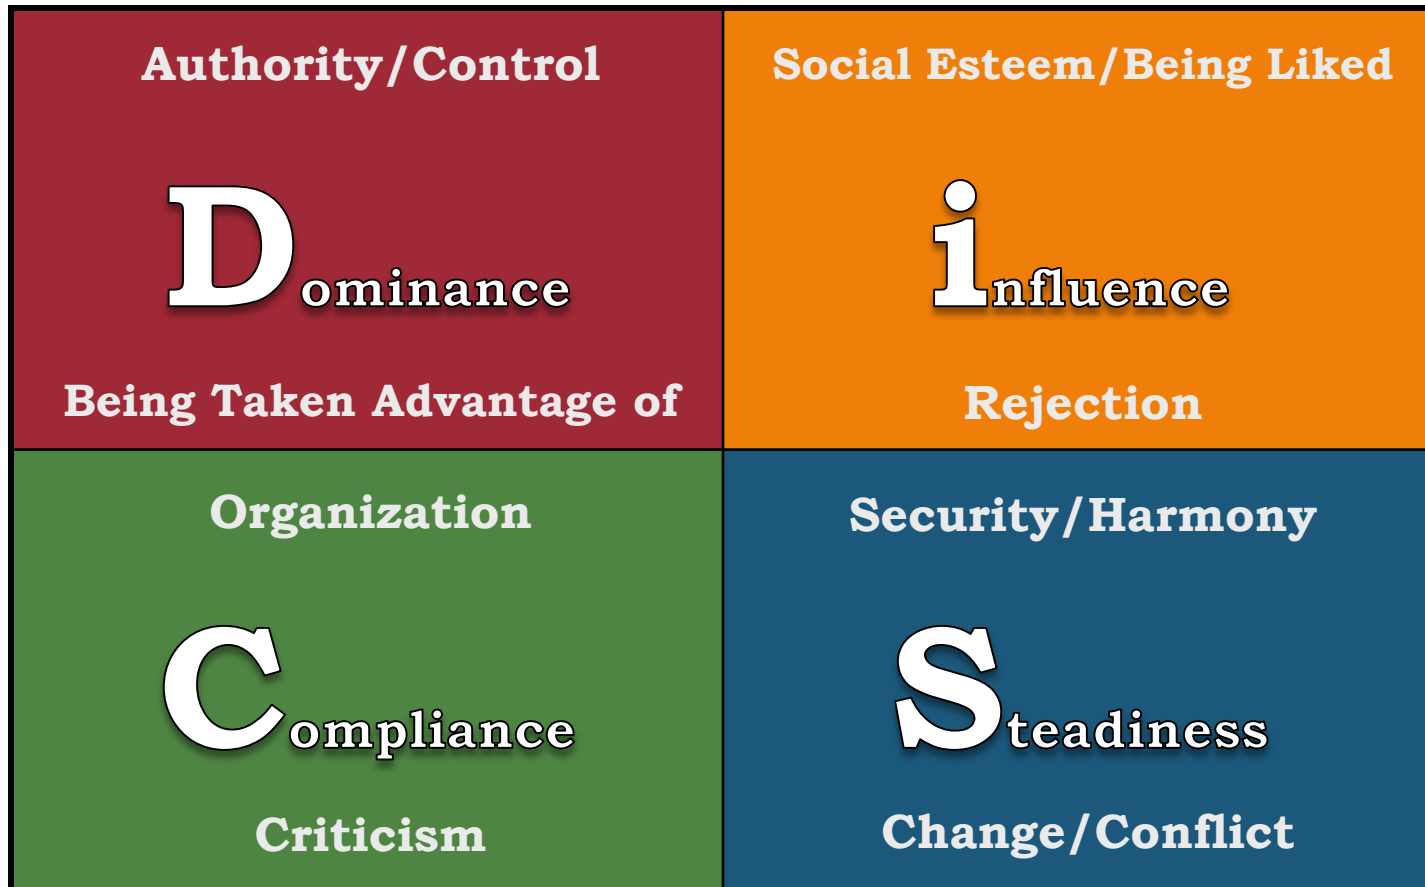 Authority/Control
Dominance
Being Taken Advantage of
Social Esteem/Being Liked
influence
Rejection
Organization
Compliance
Criticism
Security/Harmony
Steadiness
Change/Conflict